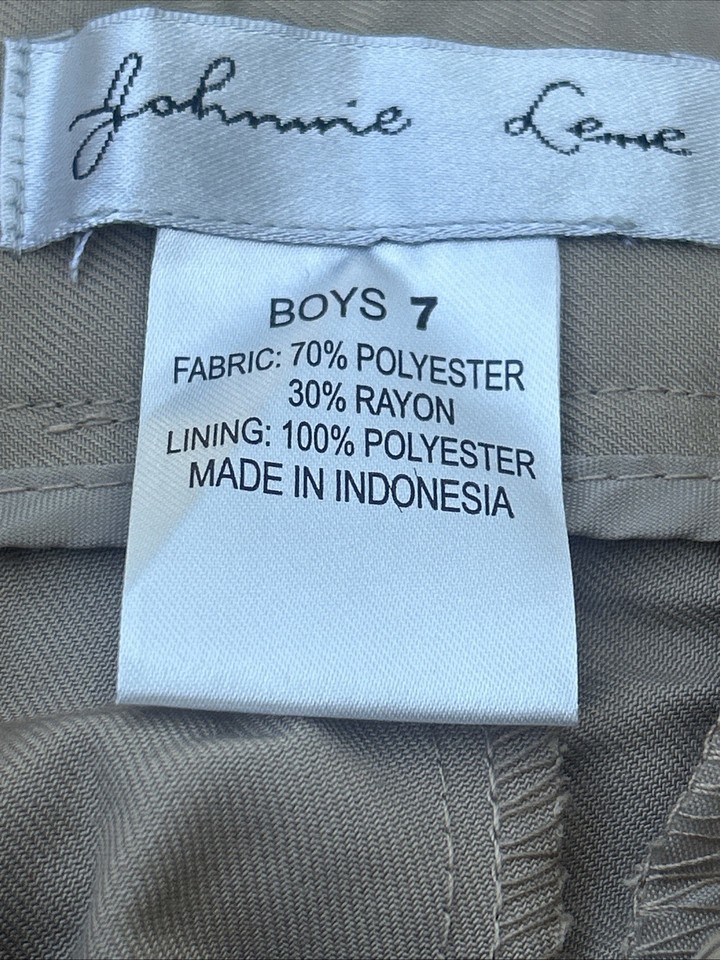 Johnnie Lene
BOYS 7
FABRIC: 70% POLYESTER
30% RAYON
LINING: 100% POLYESTER
MADE IN INDONESIA